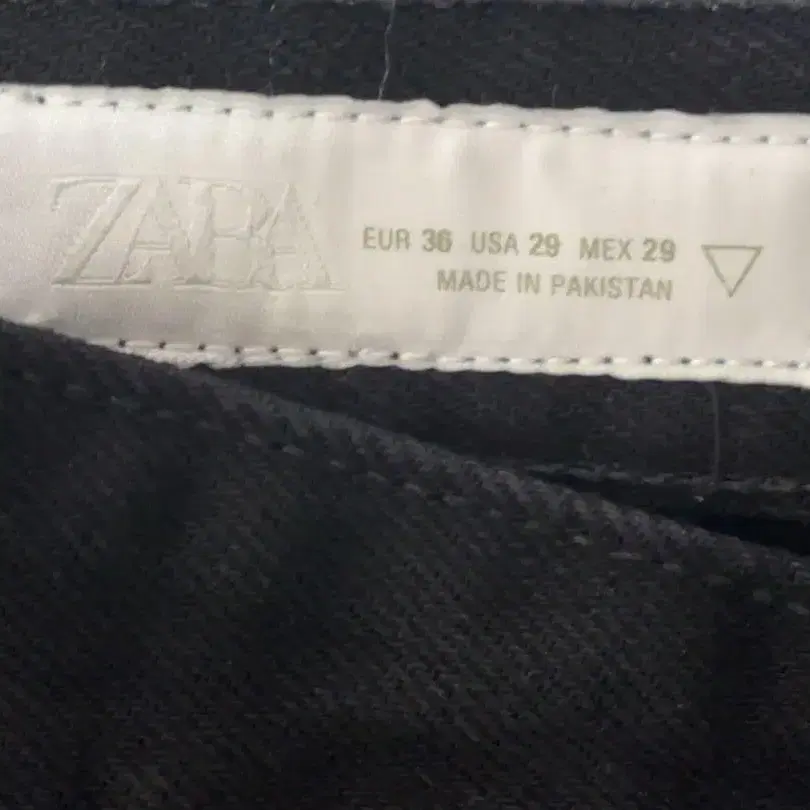 ZARA
EUR 36 USA 29 MEX 29
MADE IN PAKISTAN